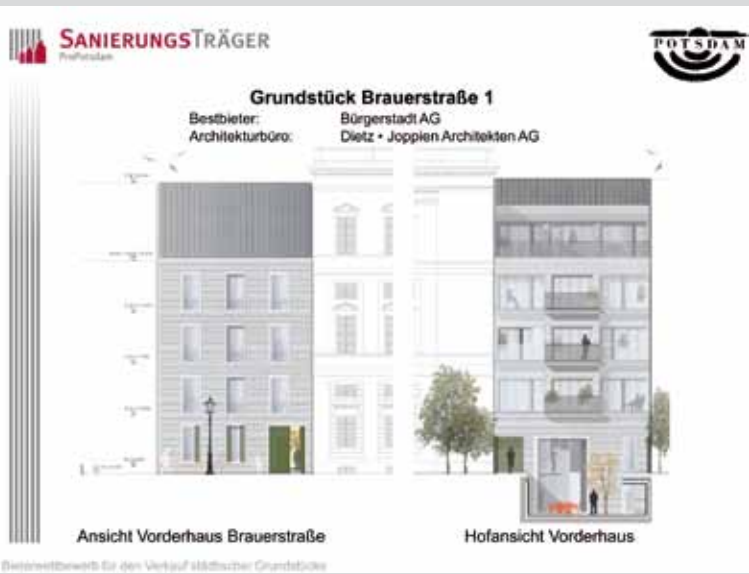 SANIERUNGSTRÄGER
ProPotsdam
POTSDAM
Grundstück Brauerstraße 1
Bestbieter: Bürgerstadt AG
Architekturbüro: Dietz • Joppien Architekten AG
Ansicht Vorderhaus Brauerstraße
Hofansicht Vorderhaus
Bieterwettbewerb für den Verkauf städtischer Grundstücke